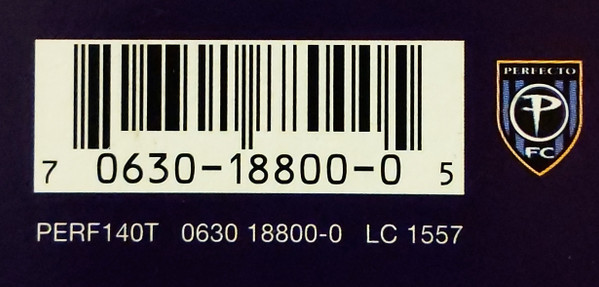 PERFECTO
P
FC
7 0630-18800-0 5
PERF140T 0630 18800-0 LC 1557